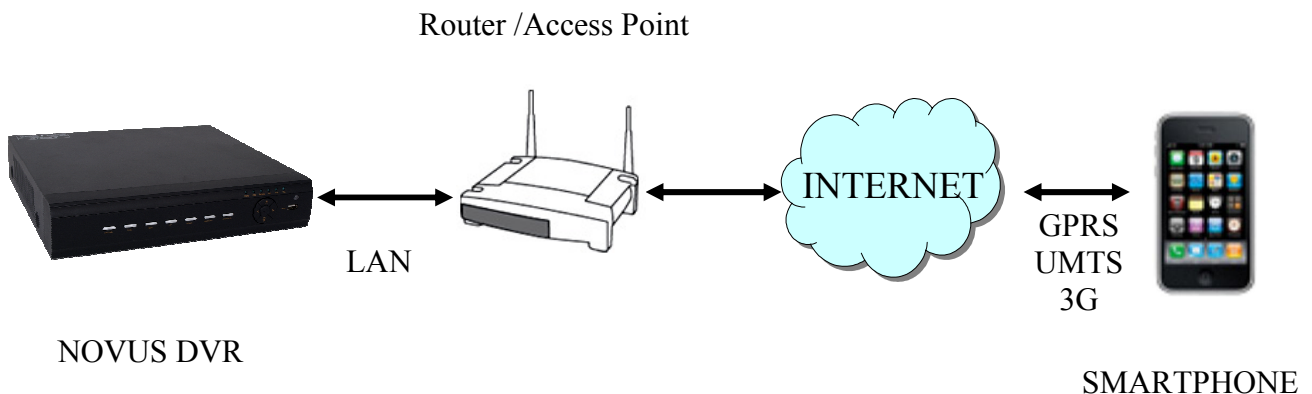 Router /Access Point
INTERNET
LAN
GPRS
UMTS
3G
NOVUS DVR
SMARTPHONE